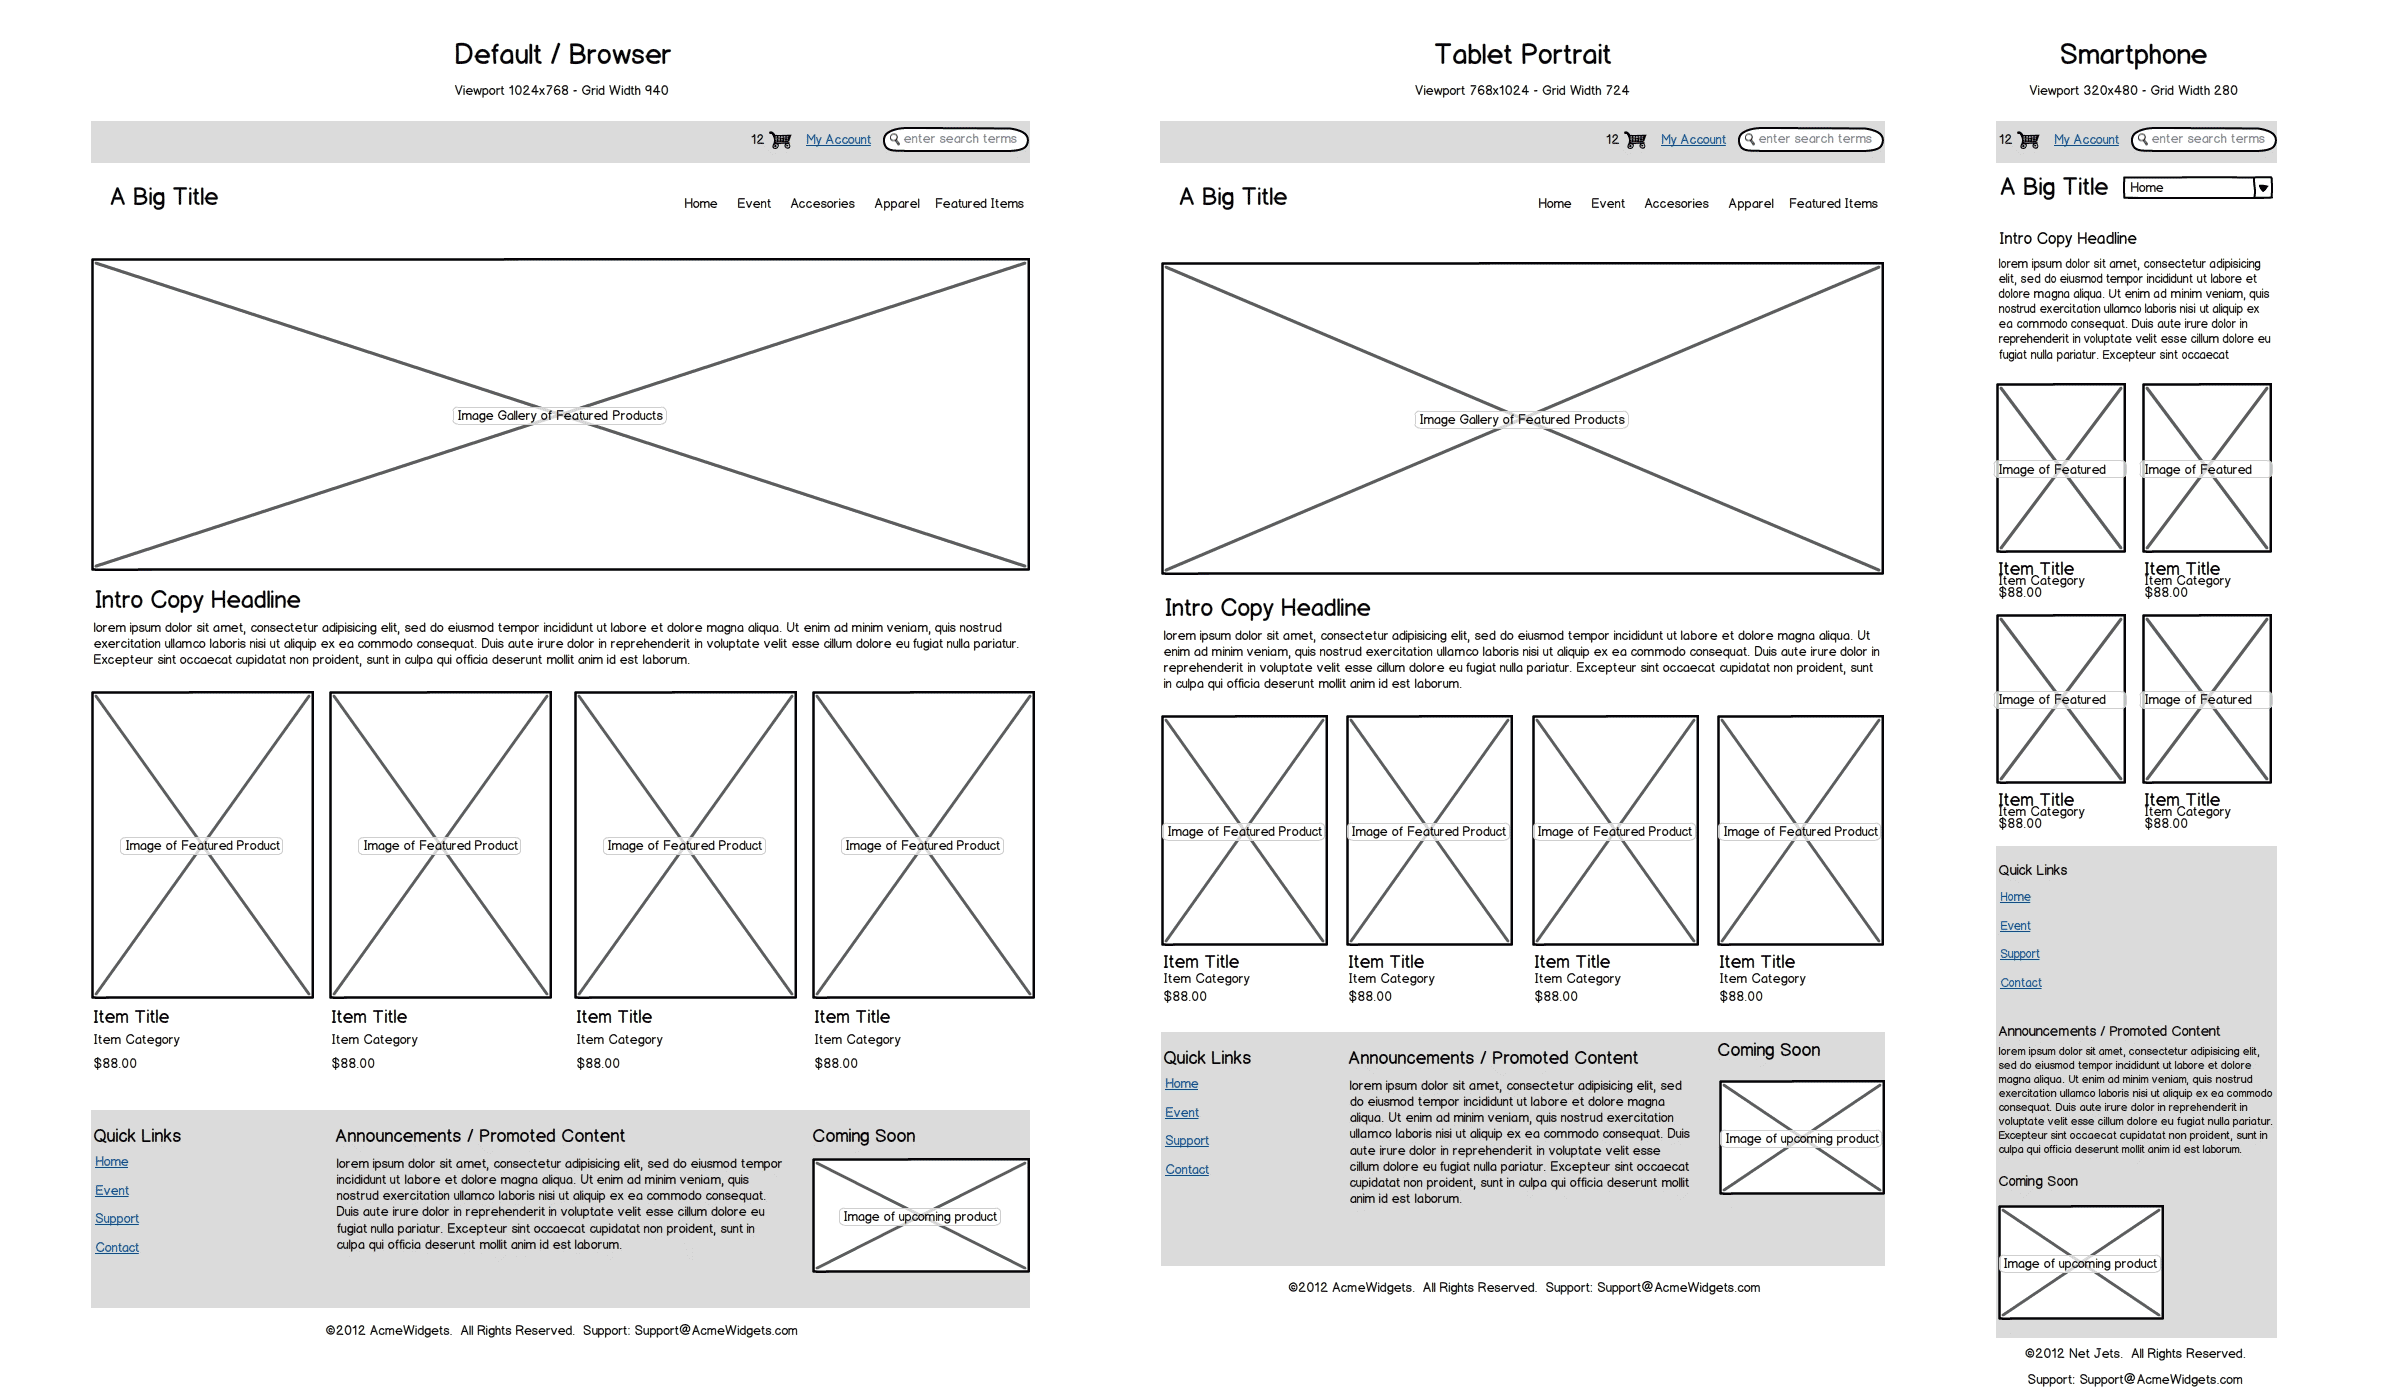 Default / Browser
Viewport 1024x768 - Grid Width 940
12 My Account enter search terms
A Big Title
Home Event Accesories Apparel Featured Items
Image Gallery of Featured Products
Intro Copy Headline
lorem ipsum dolor sit amet, consectetur adipisicing elit, sed do eiusmod tempor incididunt ut labore et dolore magna aliqua. Ut enim ad minim veniam, quis nostrud
exercitation ullamco laboris nisi ut aliquip ex ea commodo consequat. Duis aute irure dolor in reprehenderit in voluptate velit esse cillum dolore eu fugiat nulla pariatur.
Excepteur sint occaecat cupidatat non proident, sunt in culpa qui officia deserunt mollit anim id est laborum.
Image of Featured Product Image of Featured Product Image of Featured Product Image of Featured Product
Item Title Item Title Item Title Item Title
Item Category Item Category Item Category Item Category
$88.00 $88.00 $88.00 $88.00
Quick Links
Home
Event
Support
Contact
Announcements / Promoted Content
lorem ipsum dolor sit amet, consectetur adipisicing elit, sed do eiusmod tempor
incididunt ut labore et dolore magna aliqua. Ut enim ad minim veniam, quis
nostrud exercitation ullamco laboris nisi ut aliquip ex ea commodo consequat.
Duis aute irure dolor in reprehenderit in voluptate velit esse cillum dolore eu
fugiat nulla pariatur. Excepteur sint occaecat cupidatat non proident, sunt in
culpa qui officia deserunt mollit anim id est laborum.
Coming Soon
Image of upcoming product
©2012 AcmeWidgets. All Rights Reserved. Support: Support@AcmeWidgets.com
Tablet Portrait
Viewport 768x1024 - Grid Width 724
12 My Account enter search terms
A Big Title
Home Event Accesories Apparel Featured Items
Image Gallery of Featured Products
Intro Copy Headline
lorem ipsum dolor sit amet, consectetur adipisicing elit, sed do eiusmod tempor incididunt ut labore et dolore magna aliqua. Ut
enim ad minim veniam, quis nostrud exercitation ullamco laboris nisi ut aliquip ex ea commodo consequat. Duis aute irure dolor in
reprehenderit in voluptate velit esse cillum dolore eu fugiat nulla pariatur. Excepteur sint occaecat cupidatat non proident, sunt
in culpa qui officia deserunt mollit anim id est laborum.
Image of Featured Product Image of Featured Product Image of Featured Product Image of Featured Product
Item Title Item Title Item Title Item Title
Item Category Item Category Item Category Item Category
$88.00 $88.00 $88.00 $88.00
Quick Links
Home
Event
Support
Contact
Announcements / Promoted Content
lorem ipsum dolor sit amet, consectetur adipisicing elit, sed
do eiusmod tempor incididunt ut labore et dolore magna
aliqua. Ut enim ad minim veniam, quis nostrud exercitation
ullamco laboris nisi ut aliquip ex ea commodo consequat. Duis
aute irure dolor in reprehenderit in voluptate velit esse
cillum dolore eu fugiat nulla pariatur. Excepteur sint occaecat
cupidatat non proident, sunt in culpa qui officia deserunt mollit
anim id est laborum.
Coming Soon
Image of upcoming product
©2012 AcmeWidgets. All Rights Reserved. Support: Support@AcmeWidgets.com
Smartphone
Viewport 320x480 - Grid Width 280
12 My Account enter search terms
A Big Title Home
Intro Copy Headline
lorem ipsum dolor sit amet, consectetur adipisicing
elit, sed do eiusmod tempor incididunt ut labore et
dolore magna aliqua. Ut enim ad minim veniam, quis
nostrud exercitation ullamco laboris nisi ut aliquip ex
ea commodo consequat. Duis aute irure dolor in
reprehenderit in voluptate velit esse cillum dolore eu
fugiat nulla pariatur. Excepteur sint occaecat
Image of Featured Image of Featured
Item Title Item Title
Item Category Item Category
$88.00 $88.00
Image of Featured Image of Featured
Item Title Item Title
Item Category Item Category
$88.00 $88.00
Quick Links
Home
Event
Support
Contact
Announcements / Promoted Content
lorem ipsum dolor sit amet, consectetur adipisicing elit,
sed do eiusmod tempor incididunt ut labore et dolore
magna aliqua. Ut enim ad minim veniam, quis nostrud
exercitation ullamco laboris nisi ut aliquip ex ea commodo
consequat. Duis aute irure dolor in reprehenderit in
voluptate velit esse cillum dolore eu fugiat nulla pariatur.
Excepteur sint occaecat cupidatat non proident, sunt in
culpa qui officia deserunt mollit anim id est laborum.
Coming Soon
Image of upcoming product
©2012 Net Jets. All Rights Reserved.
Support: Support@AcmeWidgets.com